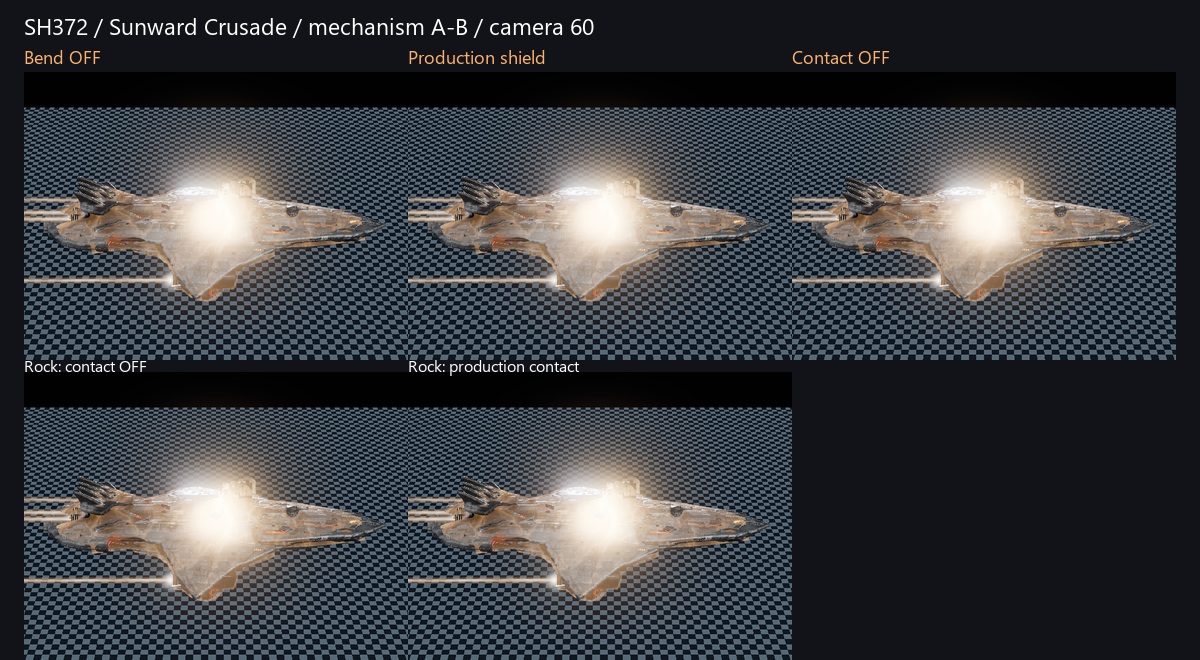 SH372 / Sunward Crusade / mechanism A-B / camera 60
Bend OFF
Production shield
Contact OFF
Rock: contact OFF
Rock: production contact